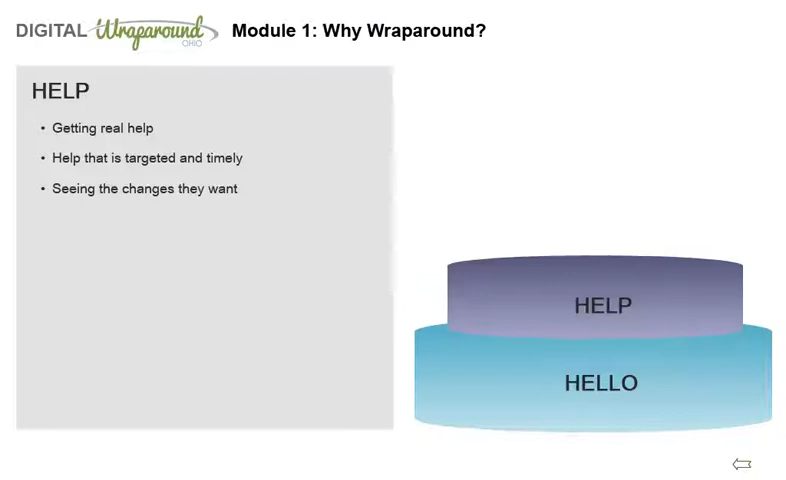 DIGITAL Wraparound OHIO Module 1: Why Wraparound?
HELP
• Getting real help
• Help that is targeted and timely
• Seeing the changes they want
HELP
HELLO